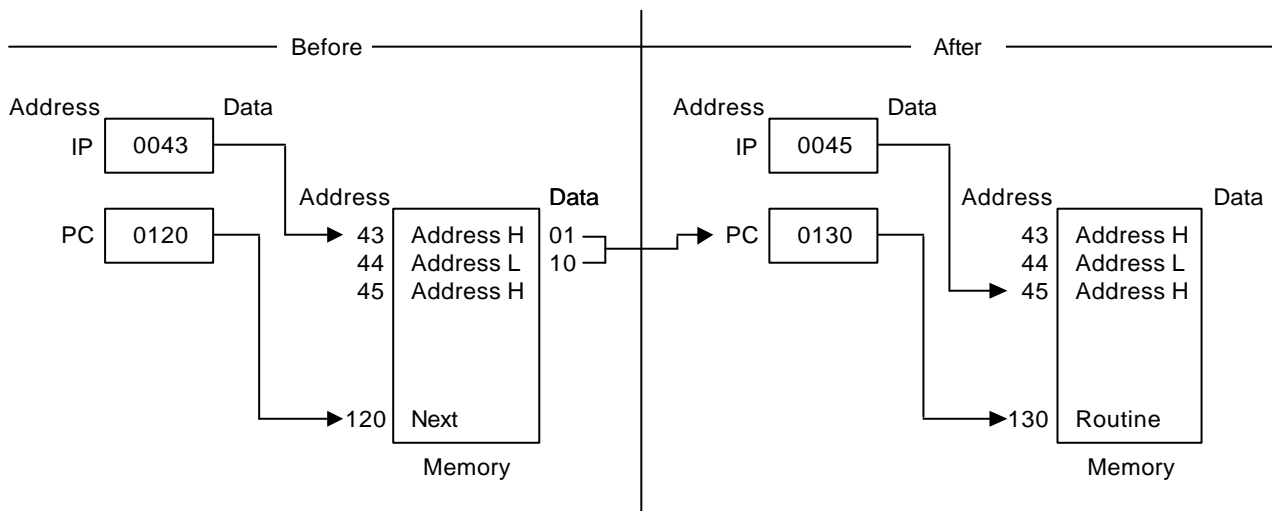 Before
After
Address Data
IP 0043
Address Data
PC 0120
43 Address H 01
44 Address L 10
45 Address H
120 Next
Memory
Address Data
IP 0045
Address Data
PC 0130
43 Address H
44 Address L
45 Address H
130 Routine
Memory